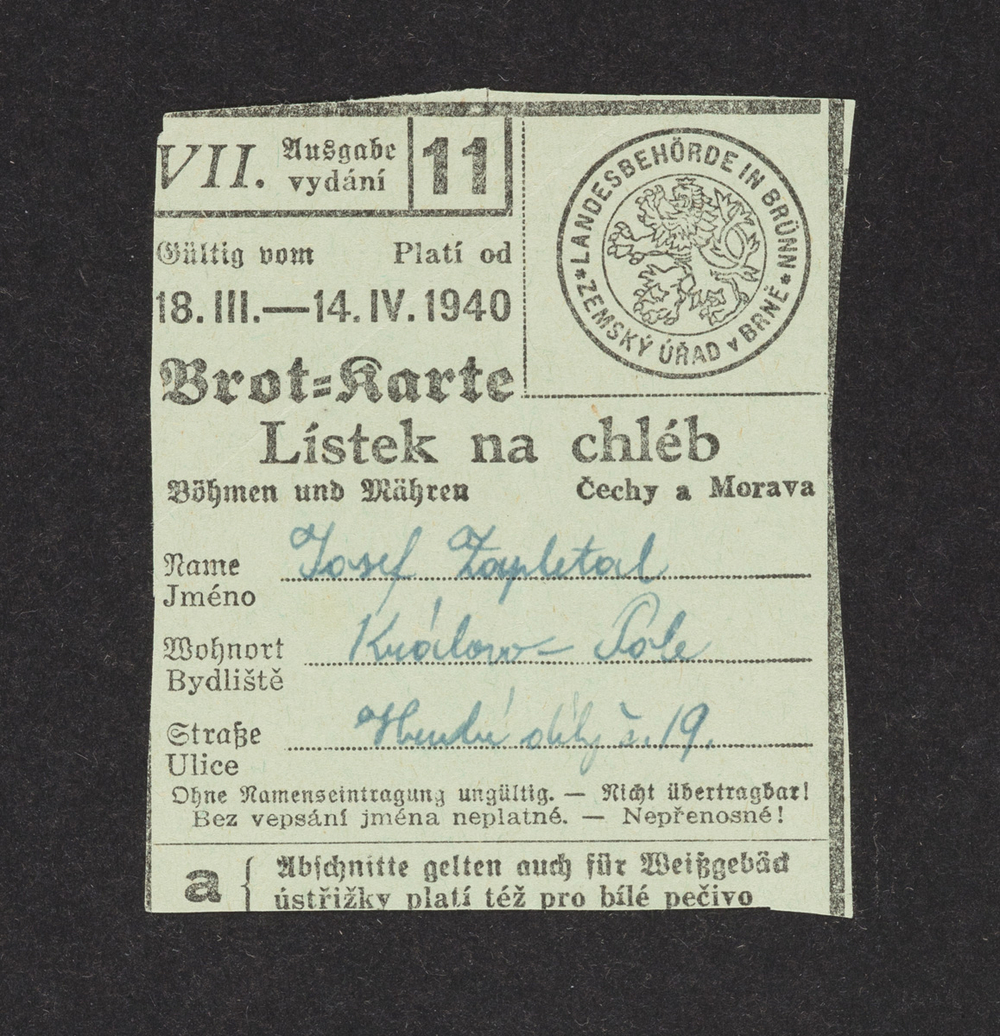 VII. Ausgabe 11
vydání
LANDESBEHÖRDE IN BRÜNN
ZEMSKÝ ÚŘAD v BRNĚ
Gültig vom Platí od
18. III.—14. IV. 1940
Brot=Karte
Lístek na chléb
Böhmen und Mähren Čechy a Morava
Name Josef Zapletal
Jméno
Wohnort Královo- Pole
Bydliště
Straße díly č. 19.
Ulice
Ohne Namenseintragung ungültig. — Nicht übertragbar!
Bez vepsání jména neplatné. — Nepřenosné!
a { Abschnitte gelten auch für Weißgebäck
ústřižky platí též pro bílé pečivo